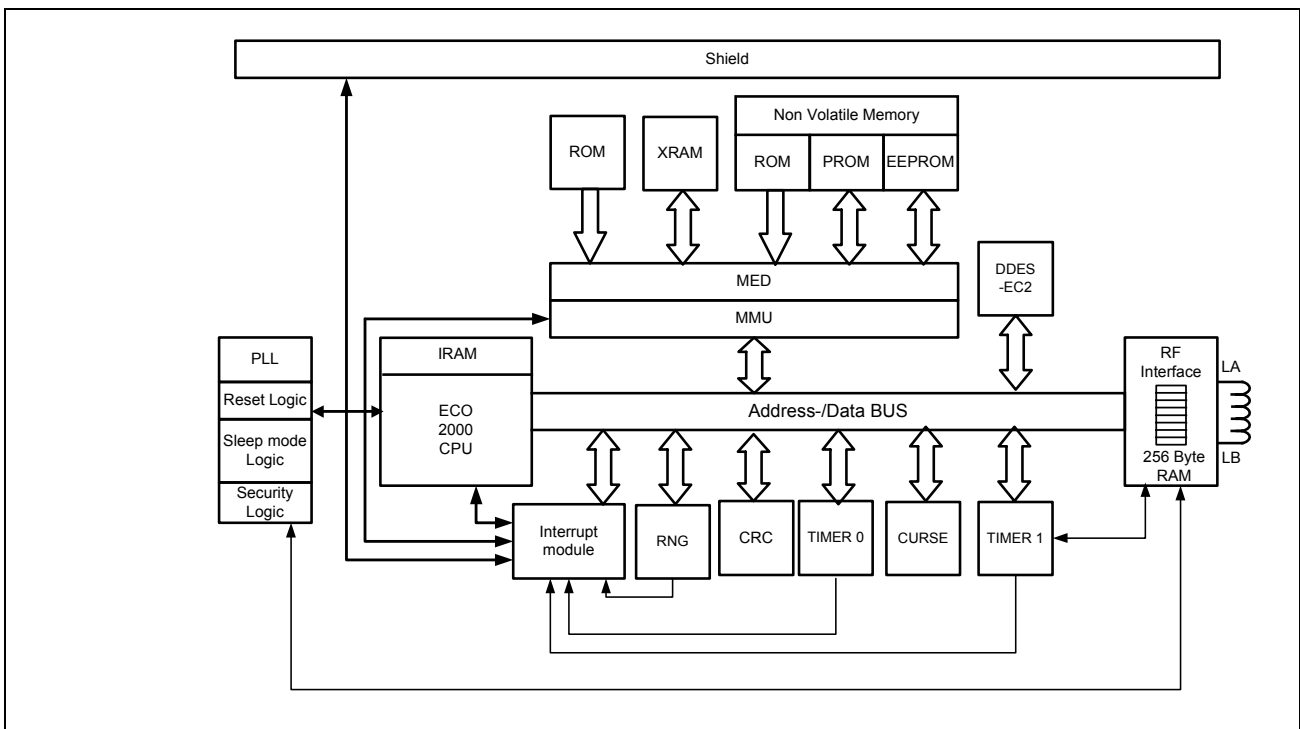 Shield
Non Volatile Memory
ROM
XRAM
ROM
PROM
EEPROM
DDES
-EC2
MED
MMU
PLL
Reset Logic
Sleep mode
Logic
Security
Logic
IRAM
ECO
2000
CPU
Address-/Data BUS
RF
Interface
256 Byte
RAM
LA
LB
Interrupt
module
RNG
CRC
TIMER 0
CURSE
TIMER 1